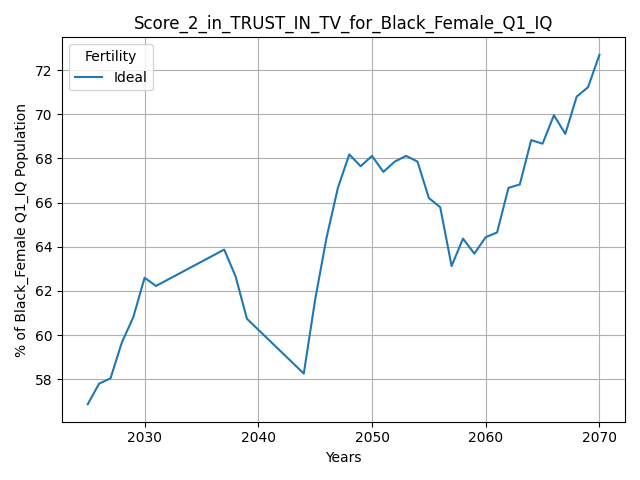 Score_2_in_TRUST_IN_TV_for_Black_Female_Q1_IQ
Fertility
Ideal
% of Black_Female Q1_IQ Population
72
70
68
66
64
62
60
58
2030 2040 2050 2060 2070
Years